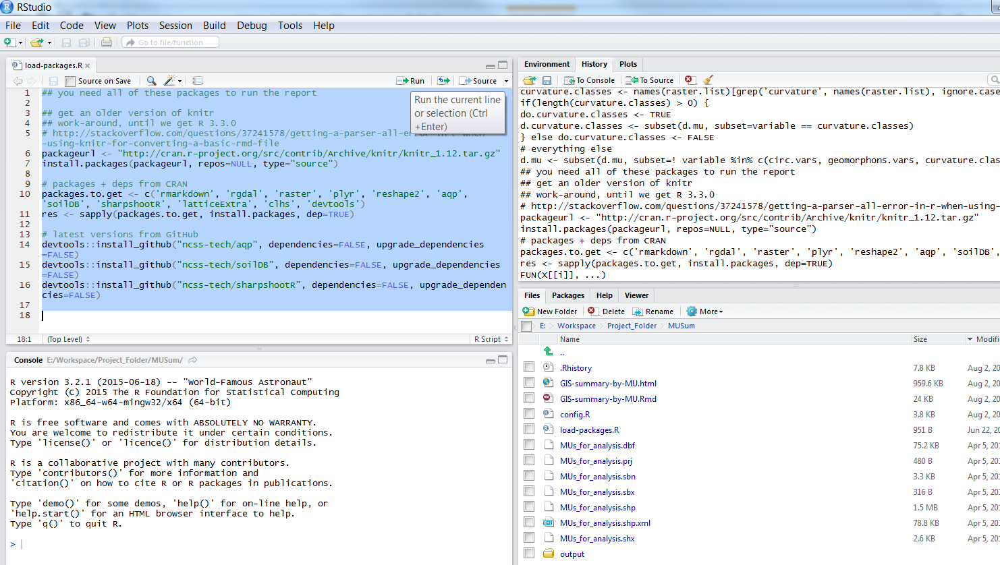 RStudio
File Edit Code View Plots Session Build Debug Tools Help
Go to file/function
load-packages.R
Source on Save Run Source
1 ## you need all of these packages to run the report
2
3 ## get an older version of knitr
4 ## work-around, until we get R 3.3.0
5 # http://stackoverflow.com/questions/37241578/getting-a-parser-all-error-in-r-when
-using-knitr-for-converting-a-basic-rmd-file
6 packageurl <- "http://cran.r-project.org/src/contrib/Archive/knitr/knitr_1.12.tar.gz"
7 install.packages(packageurl, repos=NULL, type="source")
8
9 # packages + deps from CRAN
10 packages.to.get <- c('rmarkdown', 'rgdal', 'raster', 'plyr', 'reshape2', 'aqp',
'soilDB', 'sharpshootR', 'latticeExtra', 'clhs', 'devtools')
11 res <- sapply(packages.to.get, install.packages, dep=TRUE)
12
13 # latest versions from GitHub
14 devtools::install_github("ncss-tech/aqp", dependencies=FALSE, upgrade_dependencies
=FALSE)
15 devtools::install_github("ncss-tech/soilDB", dependencies=FALSE, upgrade_dependencies
=FALSE)
16 devtools::install_github("ncss-tech/sharpshootR", dependencies=FALSE, upgrade_dependen
cies=FALSE)
17
18
Run the current line
or selection (Ctrl
+Enter)
18:1 (Top Level) R Script
Console E:/Workspace/Project_Folder/MUSum/
R version 3.2.1 (2015-06-18) -- "World-Famous Astronaut"
Copyright (C) 2015 The R Foundation for Statistical Computing
Platform: x86_64-w64-mingw32/x64 (64-bit)
R is free software and comes with ABSOLUTELY NO WARRANTY.
You are welcome to redistribute it under certain conditions.
Type 'license()' or 'licence()' for distribution details.
R is a collaborative project with many contributors.
Type 'contributors()' for more information and
'citation()' on how to cite R or R packages in publications.
Type 'demo()' for some demos, 'help()' for on-line help, or
'help.start()' for an HTML browser interface to help.
Type 'q()' to quit R.
>
Environment History Plots
To Console To Source
curvature.classes <- names(raster.list)[grep('curvature', names(raster.list), ignore.case
if(length(curvature.classes) > 0) {
do.curvature.classes <- TRUE
d.curvature.classes <- subset(d.mu, subset=variable == curvature.classes)
} else do.curvature.classes <- FALSE
# everything else
d.mu <- subset(d.mu, subset=! variable %in% c(circ.vars, geomorphons.vars, curvature.clas
## you need all of these packages to run the report
## get an older version of knitr
## work-around, until we get R 3.3.0
# http://stackoverflow.com/questions/37241578/getting-a-parser-all-error-in-r-when-using-
packageurl <- "http://cran.r-project.org/src/contrib/Archive/knitr/knitr_1.12.tar.gz"
install.packages(packageurl, repos=NULL, type="source")
# packages + deps from CRAN
packages.to.get <- c('rmarkdown', 'rgdal', 'raster', 'plyr', 'reshape2', 'aqp', 'soilDB',
res <- sapply(packages.to.get, install.packages, dep=TRUE)
FUN(X[[i]], ...)
Files Packages Help Viewer
New Folder Delete Rename More
E: Workspace Project_Folder MUSum
Name Size Modifi
..
.Rhistory 7.8 KB Aug 2, 20
GIS-summary-by-MU.html 959.6 KB Aug 2, 20
GIS-summary-by-MU.Rmd 24 KB Aug 2, 20
config.R 3.8 KB Aug 2, 20
load-packages.R 951 B Jun 22, 20
MUs_for_analysis.dbf 75.2 KB Apr 5, 201
MUs_for_analysis.prj 480 B Apr 5, 201
MUs_for_analysis.sbn 3.3 KB Apr 5, 201
MUs_for_analysis.sbx 316 B Apr 5, 201
MUs_for_analysis.shp 1.5 MB Apr 5, 201
MUs_for_analysis.shp.xml 78.8 KB Apr 5, 201
MUs_for_analysis.shx 2.6 KB Apr 5, 201
output